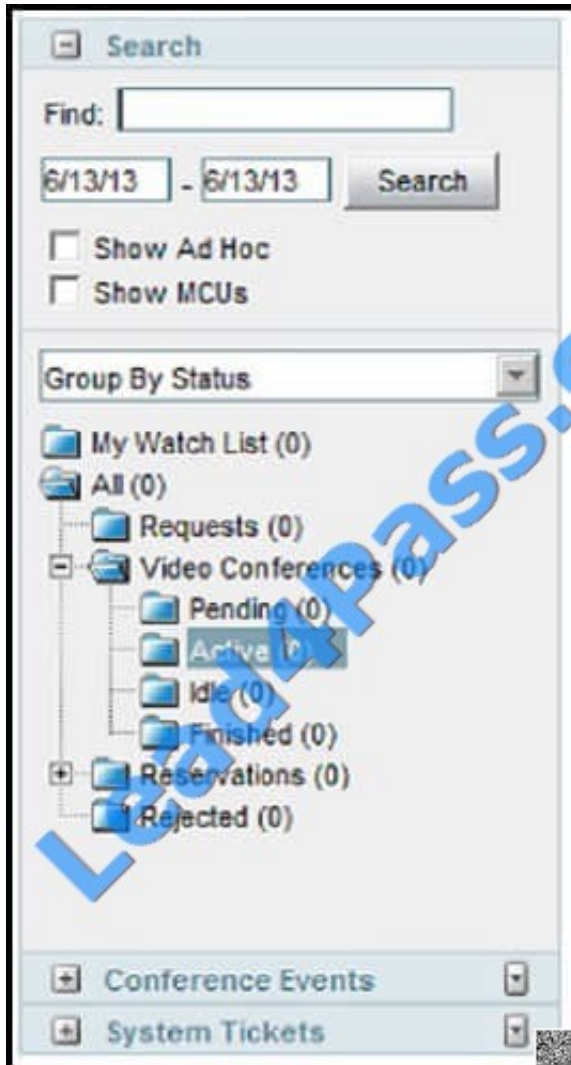 Search
Find:
6/13/13 - 6/13/13 Search
Show Ad Hoc
Show MCUs
Group By Status
My Watch List (0)
All (0)
Requests (0)
Video Conferences (0)
Pending (0)
Active (0)
Idle (0)
Finished (0)
Reservations (0)
Rejected (0)
Conference Events
System Tickets
Lead4Pass.c